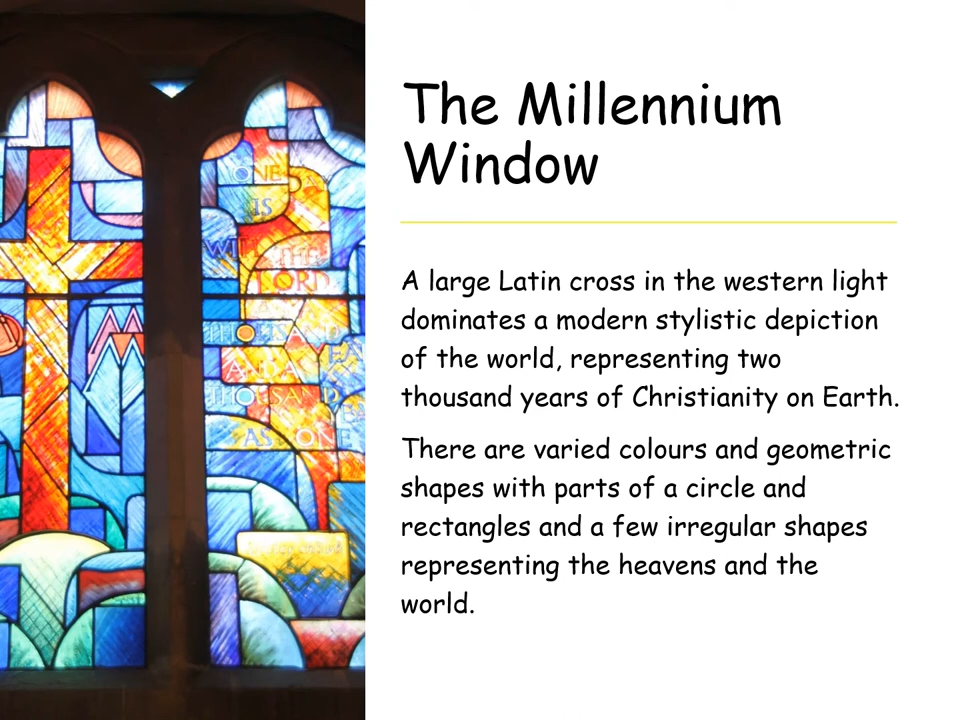 ONE
IS
WITH THE
LORD
THOUSAND
AND A
THOUSAND
AS ONE
The Millennium
Window
A large Latin cross in the western light
dominates a modern stylistic depiction
of the world, representing two
thousand years of Christianity on Earth.
There are varied colours and geometric
shapes with parts of a circle and
rectangles and a few irregular shapes
representing the heavens and the
world.